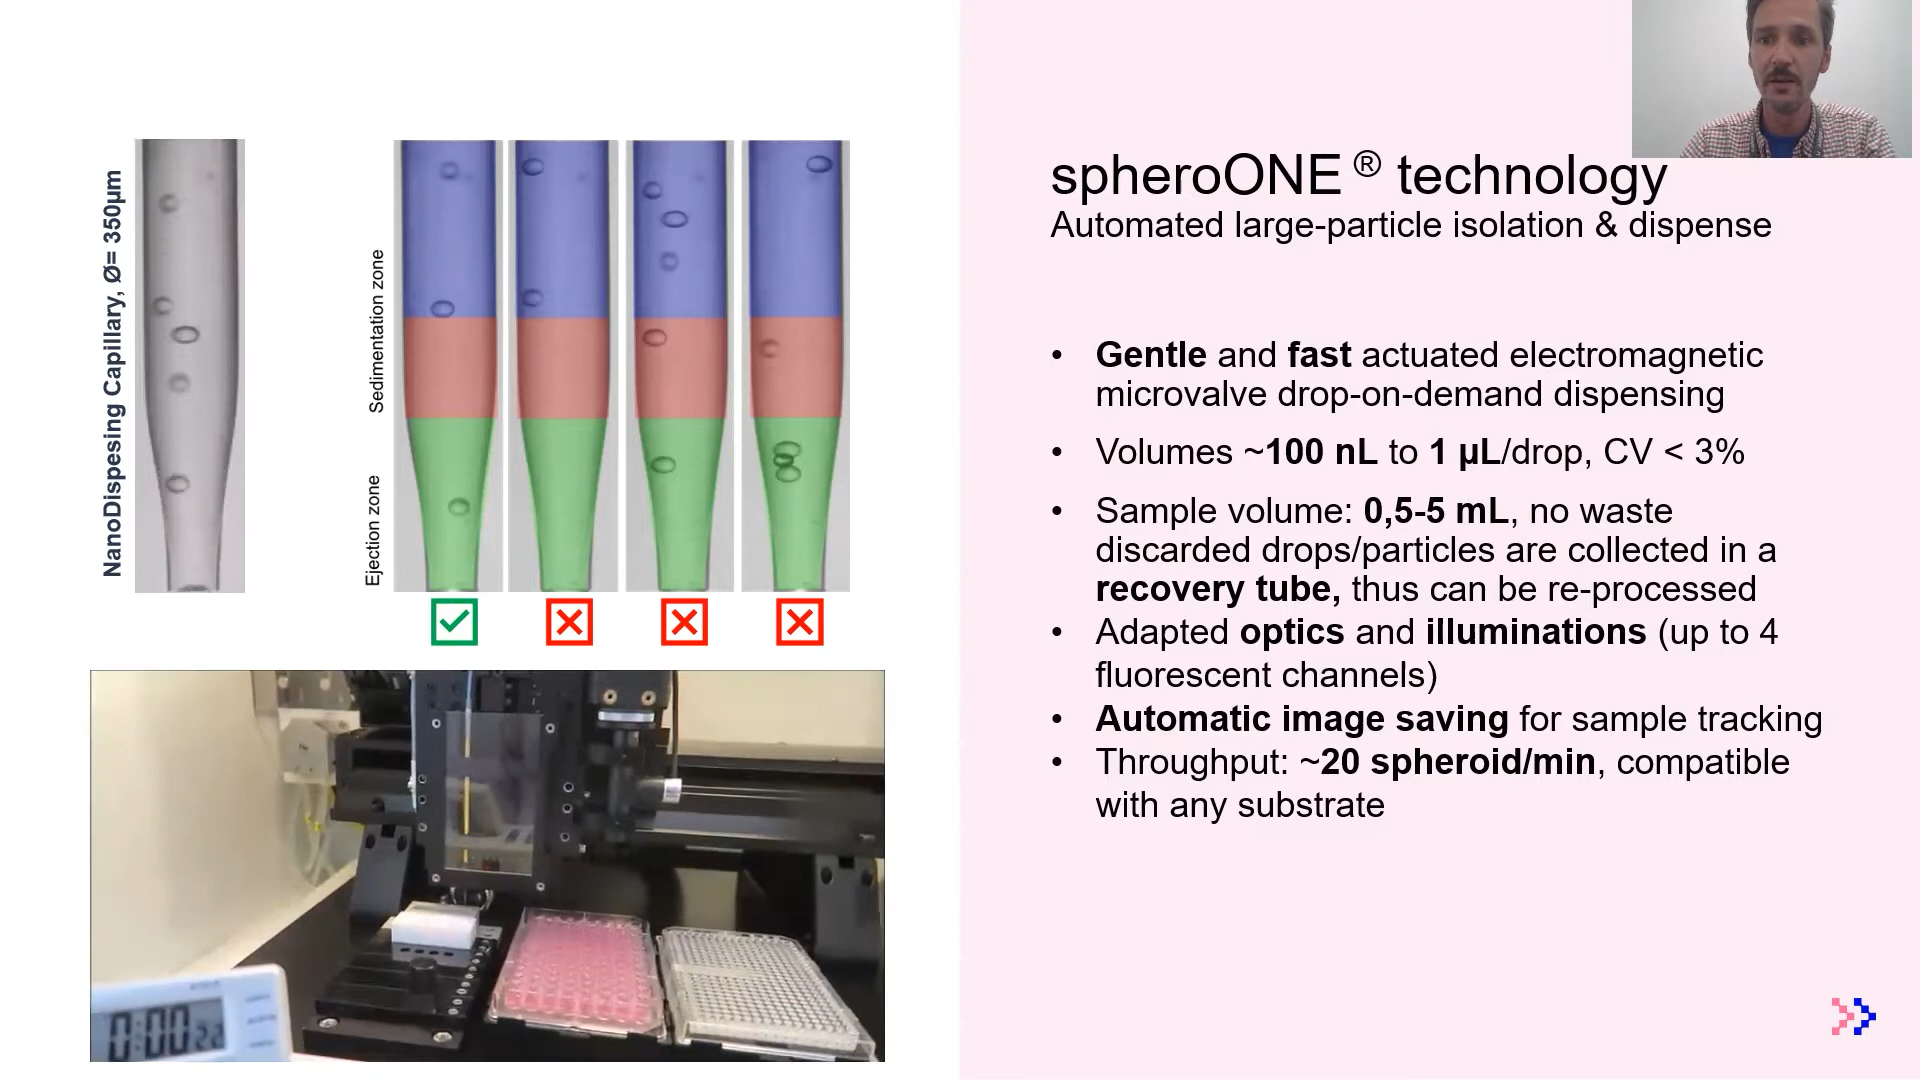 NanoDispesing Capillary, Ø= 350µm
Sedimentation zone
Ejection zone
spheroONE ® technology
Automated large-particle isolation & dispense
• Gentle and fast actuated electromagnetic
microvalve drop-on-demand dispensing
• Volumes ~100 nL to 1 µL/drop, CV < 3%
• Sample volume: 0,5-5 mL, no waste
discarded drops/particles are collected in a
recovery tube, thus can be re-processed
• Adapted optics and illuminations (up to 4
fluorescent channels)
• Automatic image saving for sample tracking
• Throughput: ~20 spheroid/min, compatible
with any substrate
0:00 22